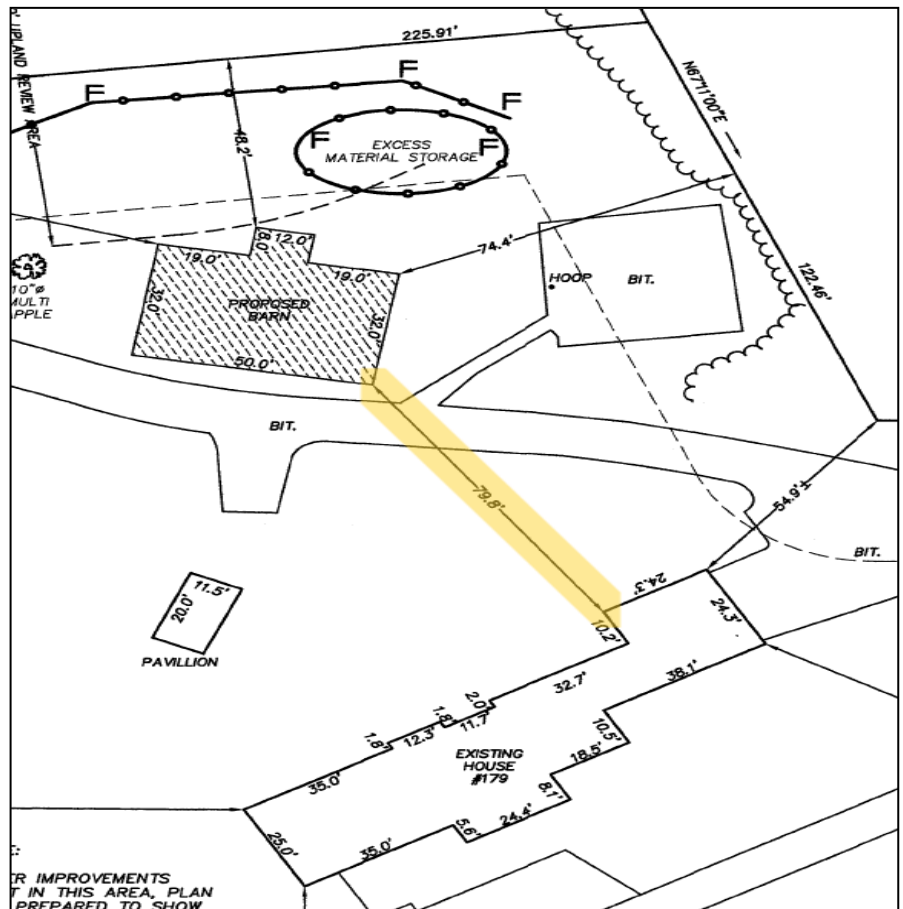 ' UPLAND REVIEW AREA
225.91'
N67°11'00"E
F
F
F
48.2'
F
F
EXCESS
MATERIAL STORAGE
8.0'
12.0'
19.0'
19.0'
74.4'
HOOP
BIT.
122.46'
10"ø
MULTI
APPLE
32.0'
PROPOSED
BARN
32.0'
50.0'
BIT.
79.8'
54.9'±
BIT.
11.5'
20.0'
PAVILLION
24.3'
24.3'
10.2'
32.7'
38.1'
2.0'
1.8'
11.7'
12.3'
1.8'
10.5'
18.5'
EXISTING
HOUSE
#179
8.1'
35.0'
24.4'
5.6'
25.0'
35.0'
ER IMPROVEMENTS
T IN THIS AREA, PLAN
PREPARED TO SHOW